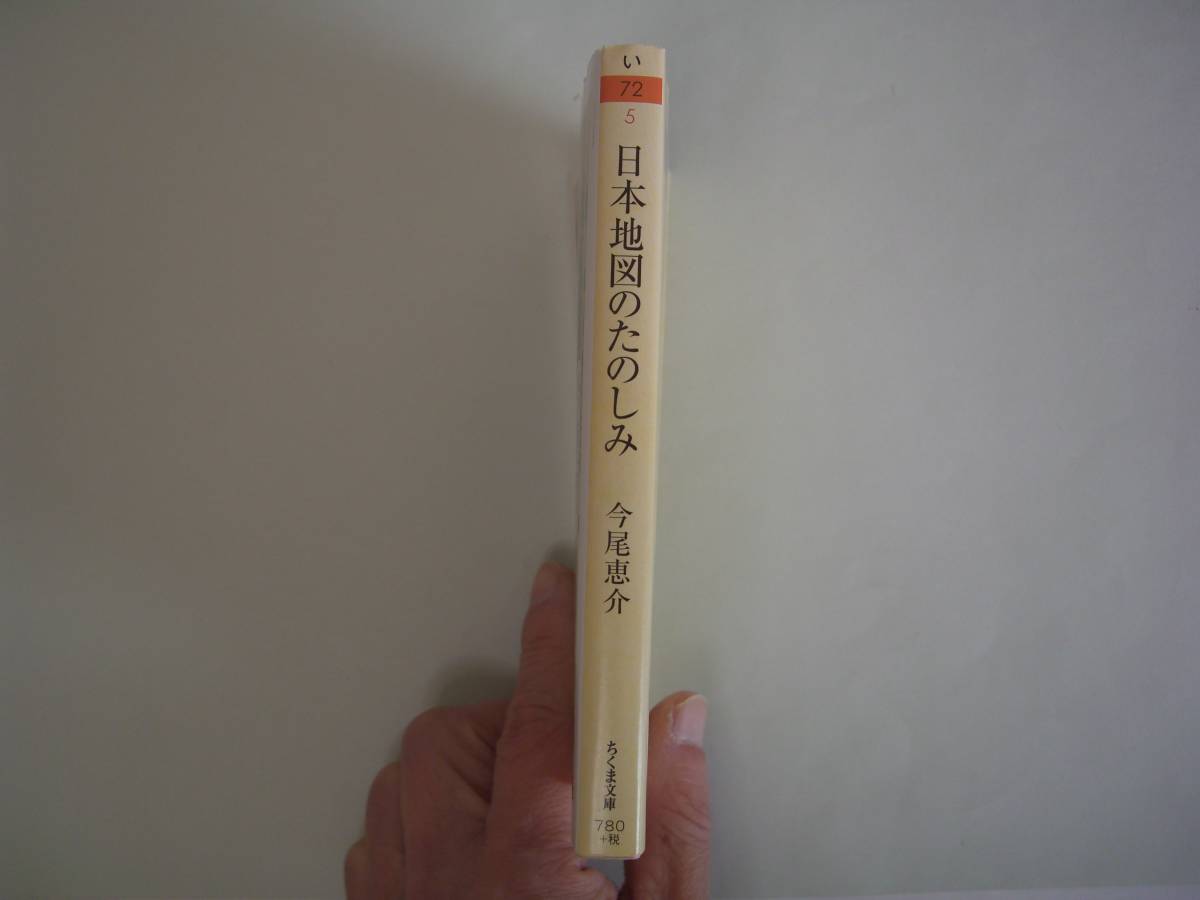 い
72
5
日本地図のたのしみ
今尾恵介
ちくま文庫
780
+税